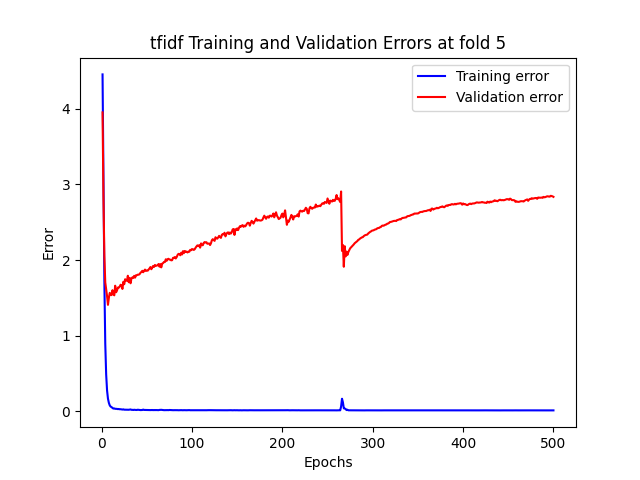 tfidf Training and Validation Errors at fold 5
Training error
Validation error
Error
4
3
2
1
0
0
100
200
300
400
500
Epochs